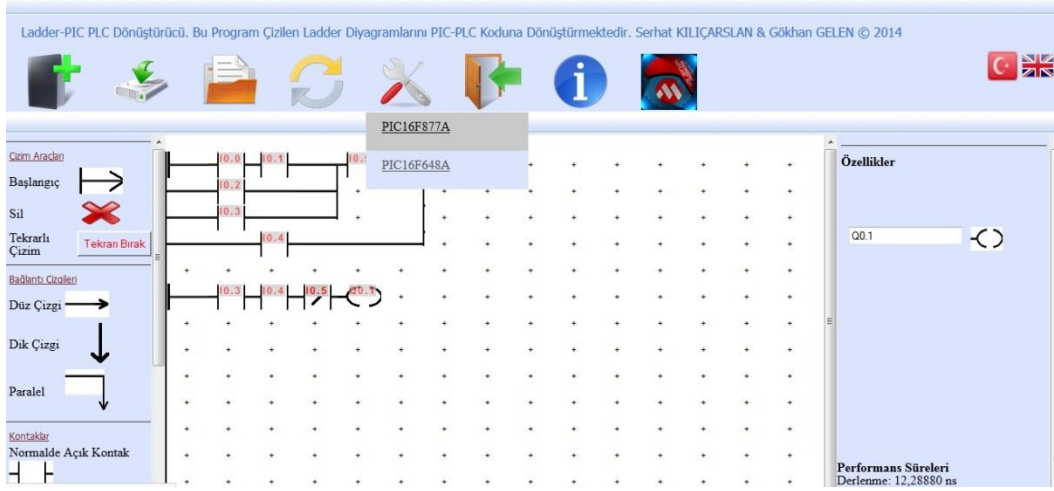 Ladder-PIC PLC Dönüştürücü. Bu Program Çizilen Ladder Diyagramlarını PIC-PLC Koduna Dönüştürmektedir. Serhat KILIÇARSLAN & Gökhan GELEN © 2014
PIC16F877A
PIC16F648A
Çizim Araçları
Başlangıç
Sil
Tekrarlı
Çizim
Tekrarı Bırak
Bağlantı Çizgileri
Düz Çizgi
Dik Çizgi
Paralel
Kontaklar
Normalde Açık Kontak
I0.0 I0.1
I0.2
I0.3
I0.4
I0.3 I0.4 I0.5 Q0.1
Özellikler
Q0.1
Performans Süreleri
Derlenme: 12,28880 ns